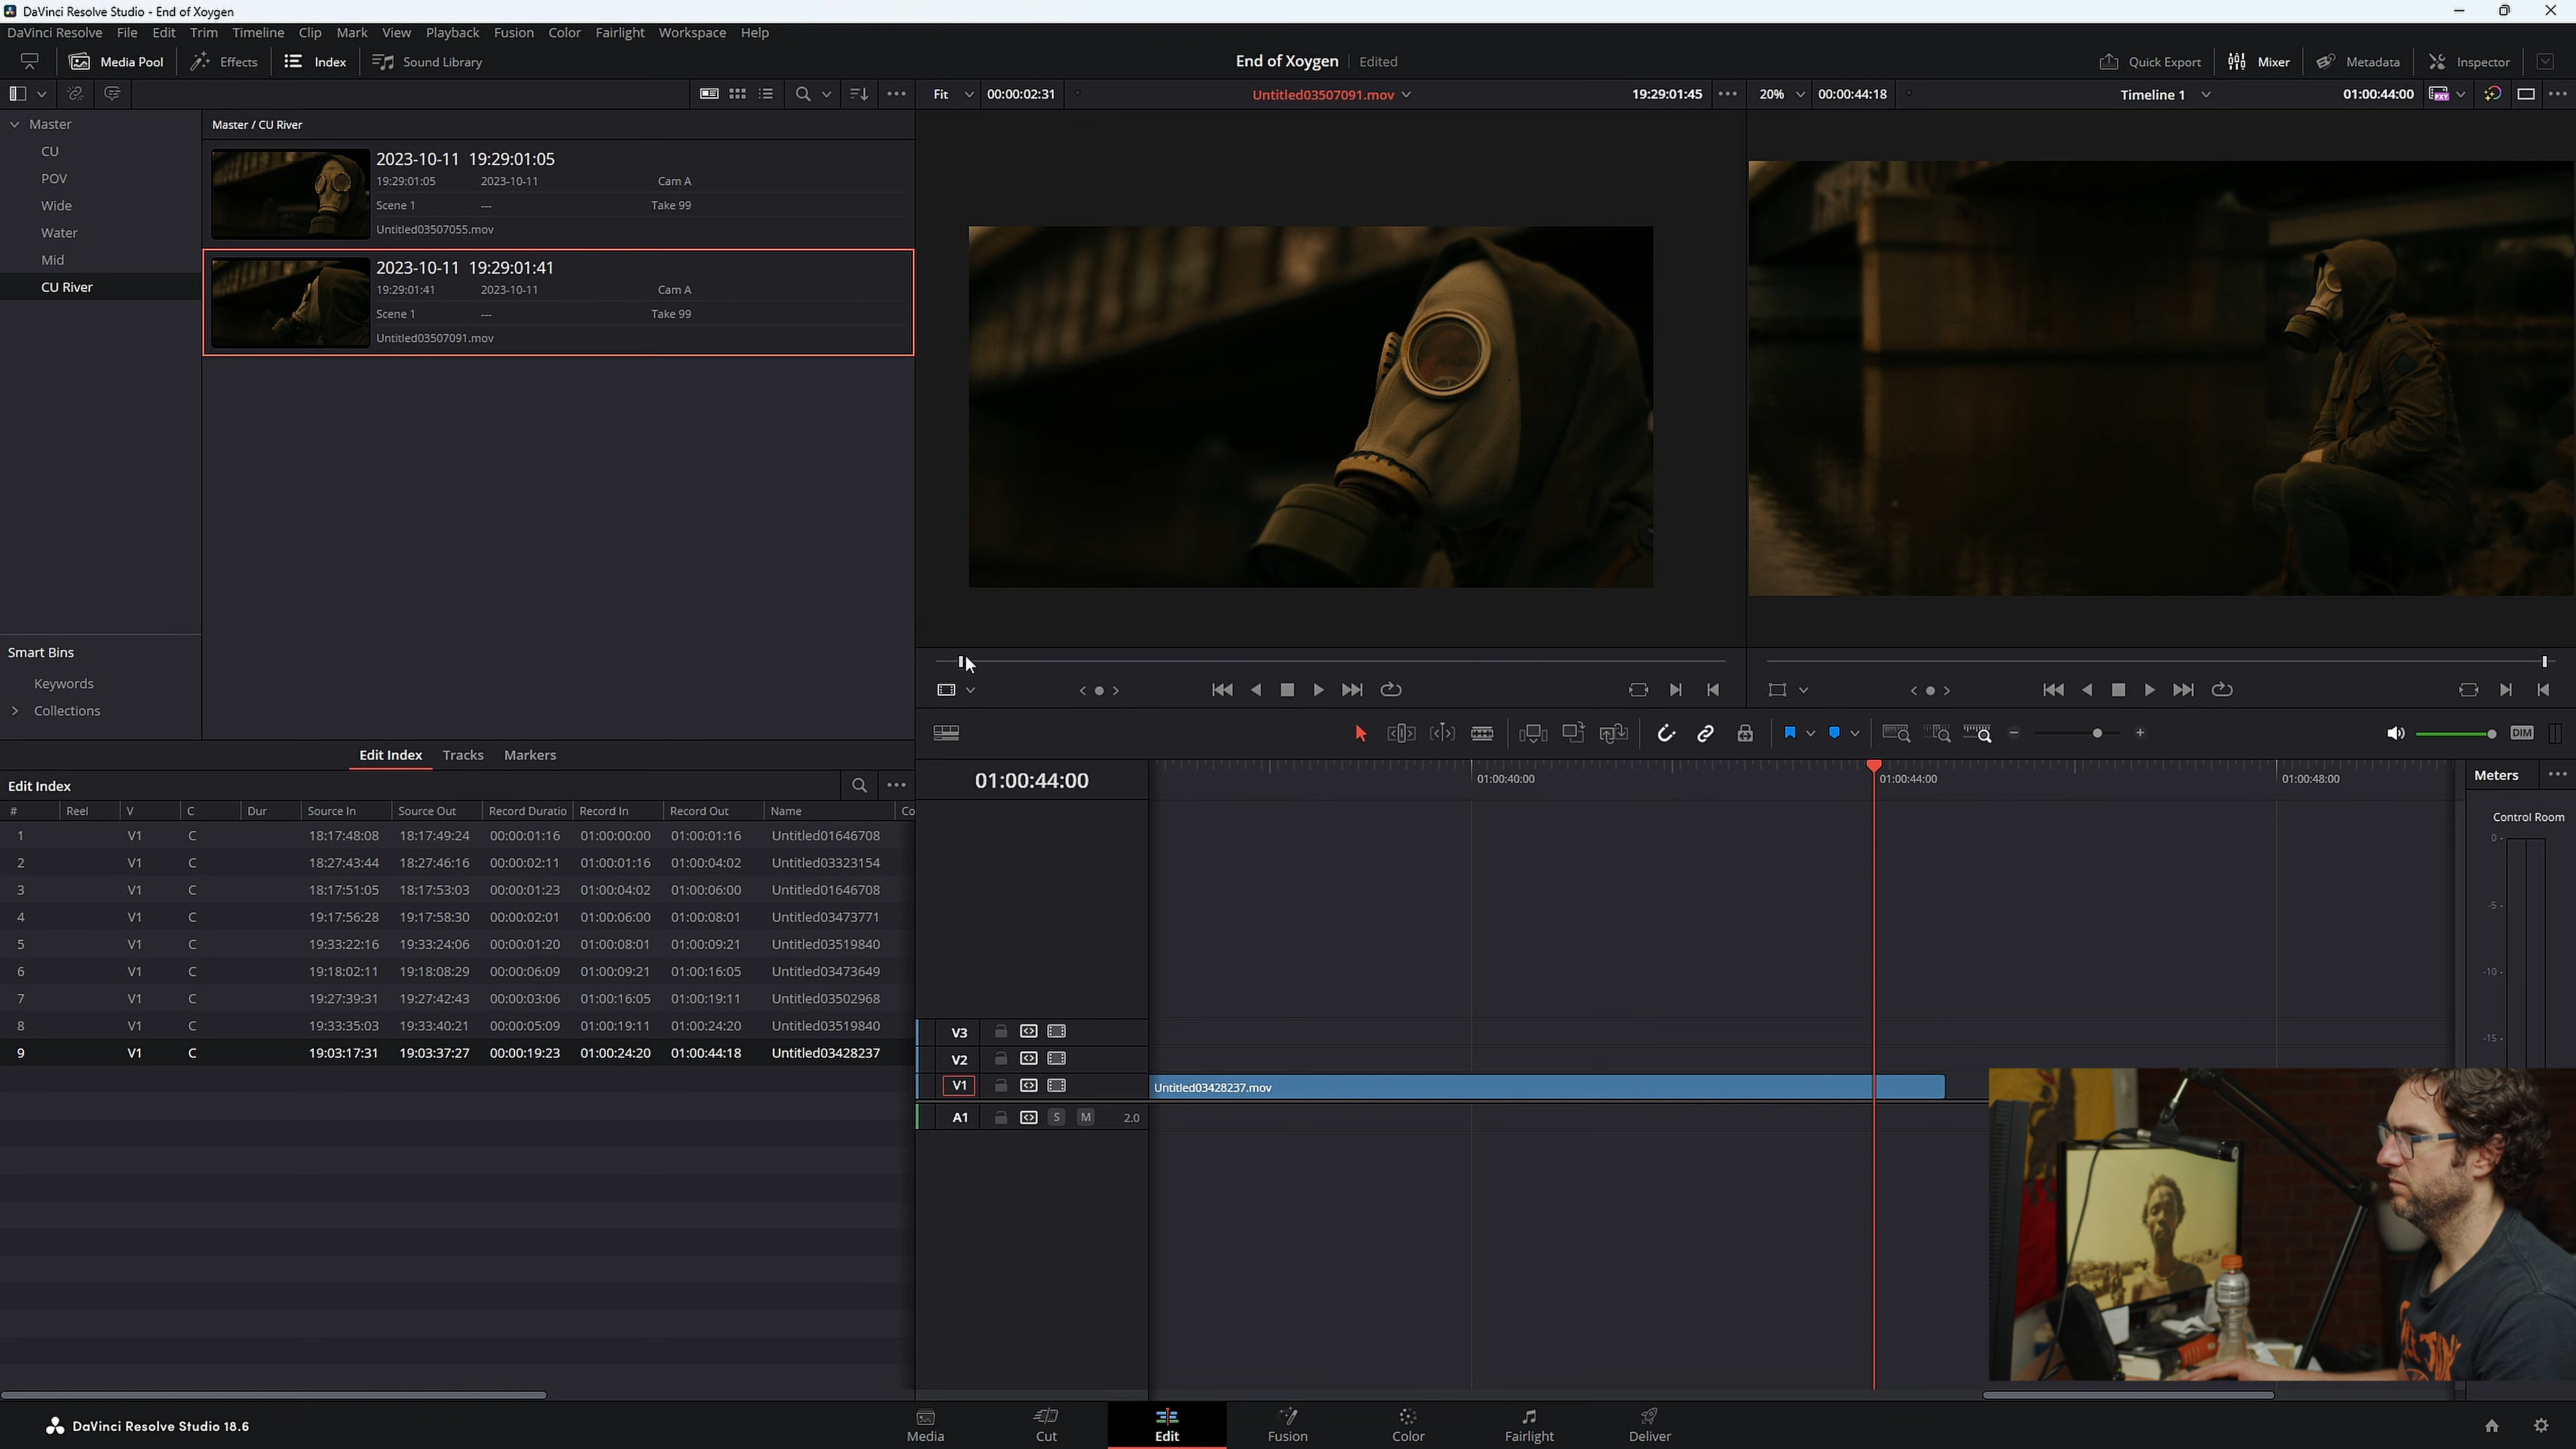 DaVinci Resolve Studio - End of Xoygen
DaVinci Resolve File Edit Trim Timeline Clip Mark View Playback Fusion Color Fairlight Workspace Help
Media Pool Effects Index Sound Library End of Xoygen Edited Quick Export Mixer Metadata Inspector
Fit 00:00:02:31 Untitled03507091.mov 19:29:01:45 20% 00:00:44:18 Timeline 1 01:00:44:00
Master
CU
POV
Wide
Water
Mid
CU River
Master / CU River
2023-10-11 19:29:01:05
19:29:01:05 2023-10-11 Cam A
Scene 1 --- Take 99
Untitled03507055.mov
2023-10-11 19:29:01:41
19:29:01:41 2023-10-11 Cam A
Scene 1 --- Take 99
Untitled03507091.mov
Smart Bins
Keywords
Collections
DIM
Edit Index Tracks Markers
Edit Index
# Reel V C Dur Source In Source Out Record Duratio Record In Record Out Name Co
1 V1 C 18:17:48:08 18:17:49:24 00:00:01:16 01:00:00:00 01:00:01:16 Untitled01646708
2 V1 C 18:27:43:44 18:27:46:16 00:00:02:11 01:00:01:16 01:00:04:02 Untitled03323154
3 V1 C 18:17:51:05 18:17:53:03 00:00:01:23 01:00:04:02 01:00:06:00 Untitled01646708
4 V1 C 19:17:56:28 19:17:58:30 00:00:02:01 01:00:06:00 01:00:08:01 Untitled03473771
5 V1 C 19:33:22:16 19:33:24:06 00:00:01:20 01:00:08:01 01:00:09:21 Untitled03519840
6 V1 C 19:18:02:11 19:18:08:29 00:00:06:09 01:00:09:21 01:00:16:05 Untitled03473649
7 V1 C 19:27:39:31 19:27:42:43 00:00:03:06 01:00:16:05 01:00:19:11 Untitled03502968
8 V1 C 19:33:35:03 19:33:40:21 00:00:05:09 01:00:19:11 01:00:24:20 Untitled03519840
9 V1 C 19:03:17:31 19:03:37:27 00:00:19:23 01:00:24:20 01:00:44:18 Untitled03428237
01:00:44:00 01:00:40:00 01:00:44:00 01:00:48:00
V3
V2
V1 Untitled03428237.mov
A1 S M 2.0
Meters
Control Room
0 -
-5 -
-10 -
-15 -
DaVinci Resolve Studio 18.6
Media Cut Edit Fusion Color Fairlight Deliver